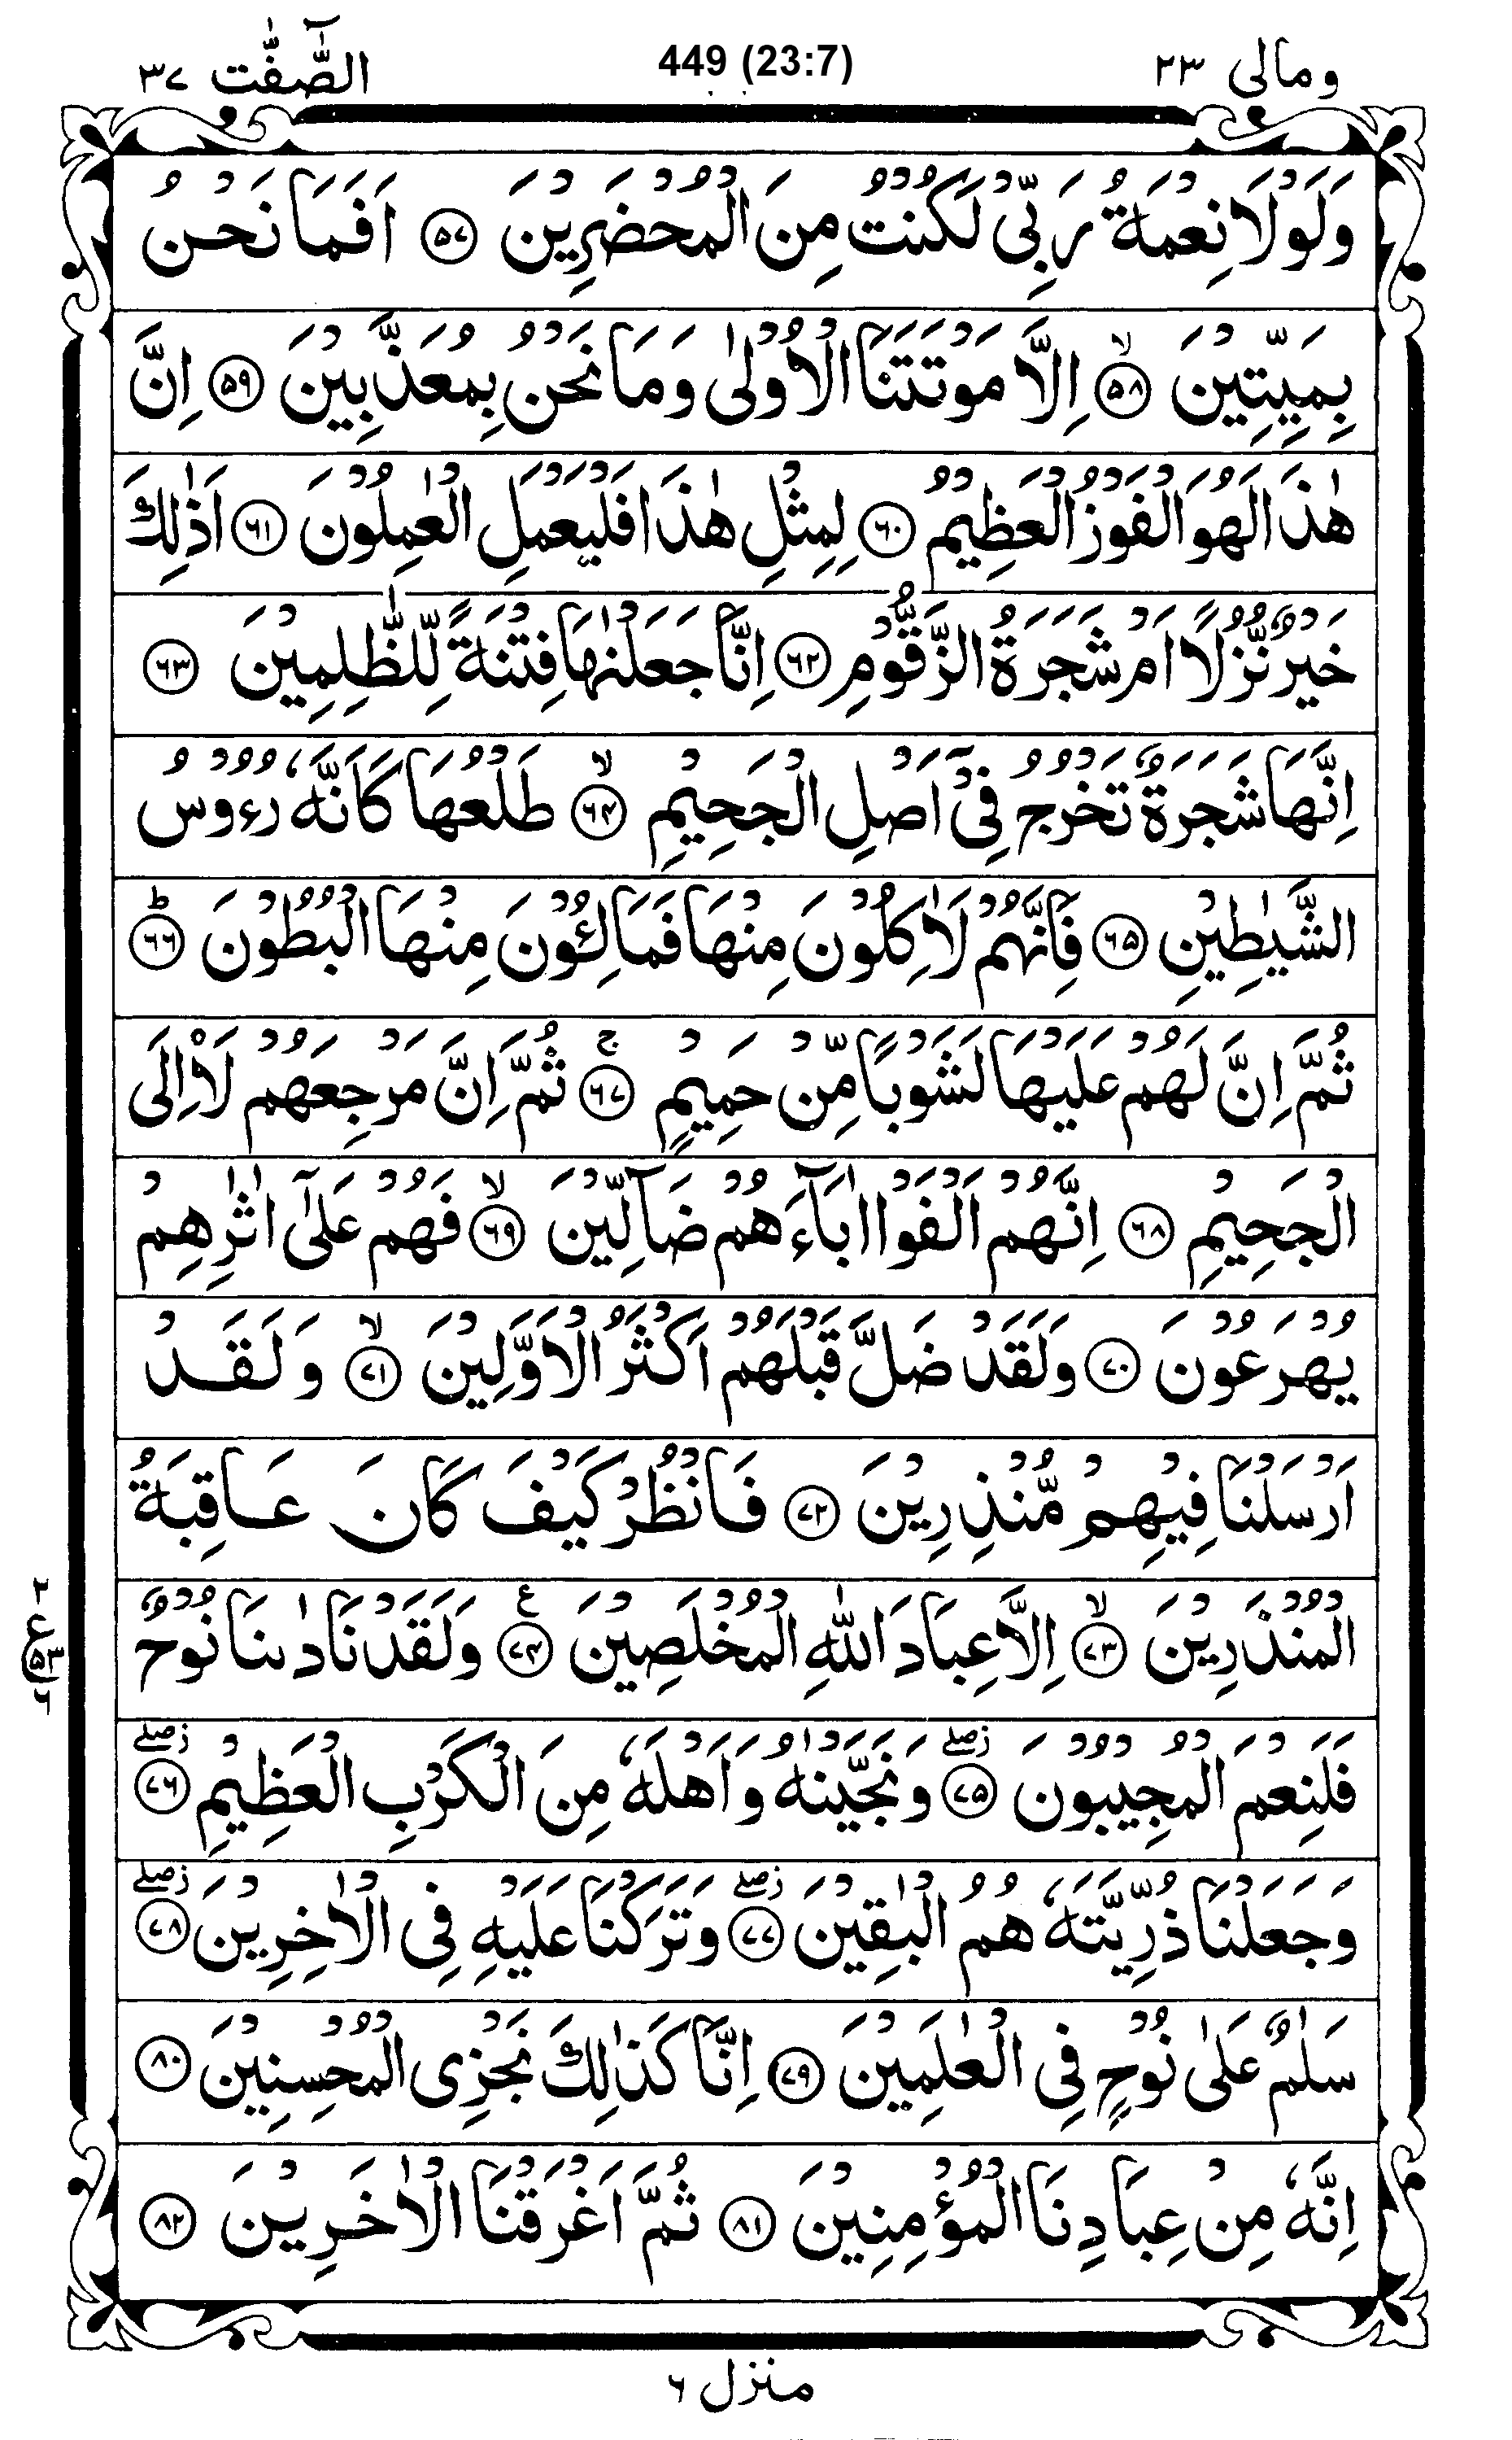 ومالی ۲۳
449 (23:7)
الصّٰٓفّٰت ۳۷
وَلَوْلَا نِعْمَةُ رَبِّیْ لَكُنْتُ مِنَ الْمُحْضَرِیْنَ ﴿۵۷﴾ اَفَمَا نَحْنُ
بِمَیِّتِیْنَ ﴿۵۸﴾ۙ اِلَّا مَوْتَتَنَا الْاُوْلٰی وَمَا نَحْنُ بِمُعَذَّبِیْنَ ﴿۵۹﴾ اِنَّ
هٰذَا لَهُوَ الْفَوْزُ الْعَظِیْمُ ﴿۶۰﴾ لِمِثْلِ هٰذَا فَلْیَعْمَلِ الْعٰمِلُوْنَ ﴿۶۱﴾ اَذٰلِكَ
خَیْرٌ نُّزُلًا اَمْ شَجَرَةُ الزَّقُّوْمِ ﴿۶۲﴾ اِنَّا جَعَلْنٰهَا فِتْنَةً لِّلظّٰلِمِیْنَ ﴿۶۳﴾
اِنَّهَا شَجَرَةٌ تَخْرُجُ فِیْۤ اَصْلِ الْجَحِیْمِ ﴿۶۴﴾ۙ طَلْعُهَا كَاَنَّهٗ رُءُوْسُ
الشَّیٰطِیْنِ ﴿۶۵﴾ فَاِنَّهُمْ لَاٰكِلُوْنَ مِنْهَا فَمَالِـُٔوْنَ مِنْهَا الْبُطُوْنَ ﴿۶۶﴾ؕ
ثُمَّ اِنَّ لَهُمْ عَلَیْهَا لَشَوْبًا مِّنْ حَمِیْمٍ ﴿۶۷﴾ۚ ثُمَّ اِنَّ مَرْجِعَهُمْ لَاۡاِلَی
الْجَحِیْمِ ﴿۶۸﴾ اِنَّهُمْ اَلْفَوْا اٰبَآءَهُمْ ضَآلِّیْنَ ﴿۶۹﴾ۙ فَهُمْ عَلٰۤی اٰثٰرِهِمْ
یُهْرَعُوْنَ ﴿۷۰﴾ وَلَقَدْ ضَلَّ قَبْلَهُمْ اَكْثَرُ الْاَوَّلِیْنَ ﴿۷۱﴾ۙ وَلَقَدْ
اَرْسَلْنَا فِیْهِمْ مُّنْذِرِیْنَ ﴿۷۲﴾ فَانْظُرْ كَیْفَ كَانَ عَاقِبَةُ
الْمُنْذَرِیْنَ ﴿۷۳﴾ۙ اِلَّا عِبَادَ اللّٰهِ الْمُخْلَصِیْنَ ﴿۷۴﴾ع وَلَقَدْ نَادٰىنَا نُوْحٌ
فَلَنِعْمَ الْمُجِیْبُوْنَ ﴿۷۵﴾ۖز وَنَجَّیْنٰهُ وَاَهْلَهٗ مِنَ الْكَرْبِ الْعَظِیْمِ ﴿۷۶﴾ۖز
وَجَعَلْنَا ذُرِّیَّتَهٗ هُمُ الْبٰقِیْنَ ﴿۷۷﴾ۖز وَتَرَكْنَا عَلَیْهِ فِی الْاٰخِرِیْنَ ﴿۷۸﴾ۖز
سَلٰمٌ عَلٰی نُوْحٍ فِی الْعٰلَمِیْنَ ﴿۷۹﴾ اِنَّا كَذٰلِكَ نَجْزِی الْمُحْسِنِیْنَ ﴿۸۰﴾
اِنَّهٗ مِنْ عِبَادِنَا الْمُؤْمِنِیْنَ ﴿۸۱﴾ ثُمَّ اَغْرَقْنَا الْاٰخَرِیْنَ ﴿۸۲﴾
۲
ع
۵۳
۶
منزل ۶